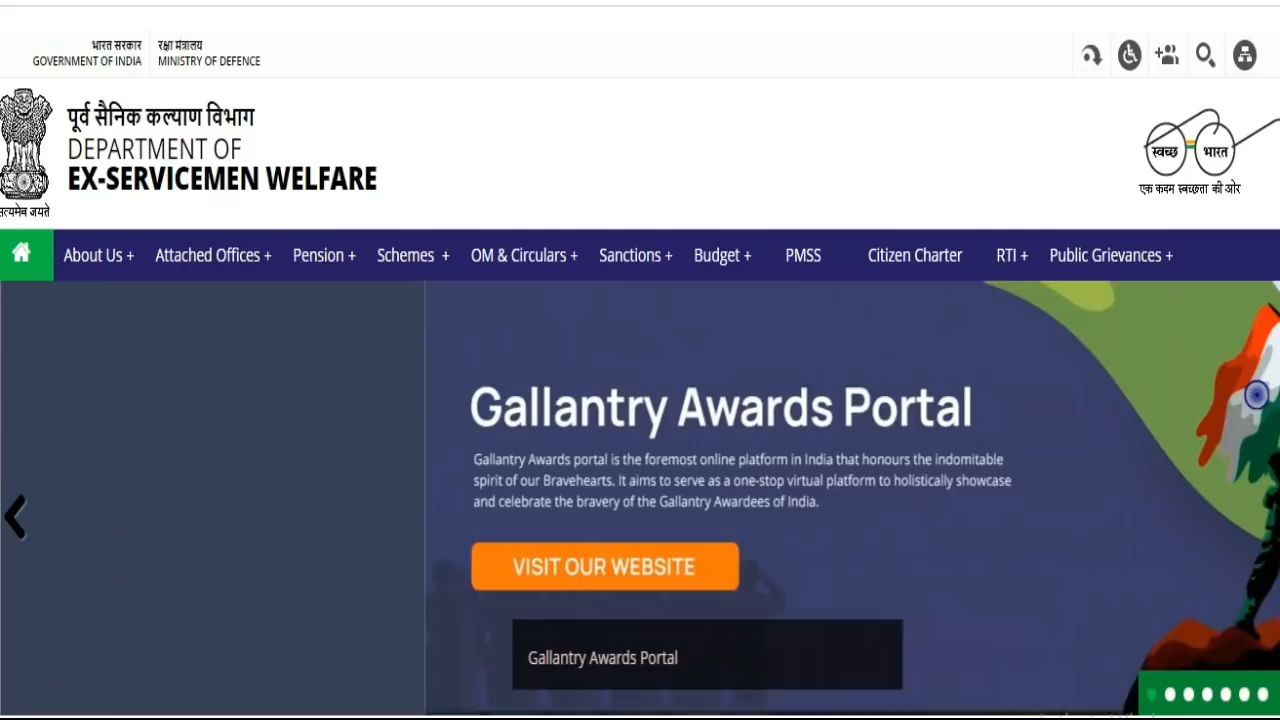 भारत सरकार
GOVERNMENT OF INDIA
रक्षा मंत्रालय
MINISTRY OF DEFENCE
पूर्व सैनिक कल्याण विभाग
DEPARTMENT OF
EX-SERVICEMEN WELFARE
सत्यमेव जयते
स्वच्छ भारत
एक कदम स्वच्छता की ओर
About Us + Attached Offices + Pension + Schemes + OM & Circulars + Sanctions + Budget + PMSS Citizen Charter RTI + Public Grievances +
Gallantry Awards Portal
Gallantry Awards portal is the foremost online platform in India that honours the indomitable
spirit of our Bravehearts. It aims to serve as a one-stop virtual platform to holistically showcase
and celebrate the bravery of the Gallantry Awardees of India.
VISIT OUR WEBSITE
Gallantry Awards Portal